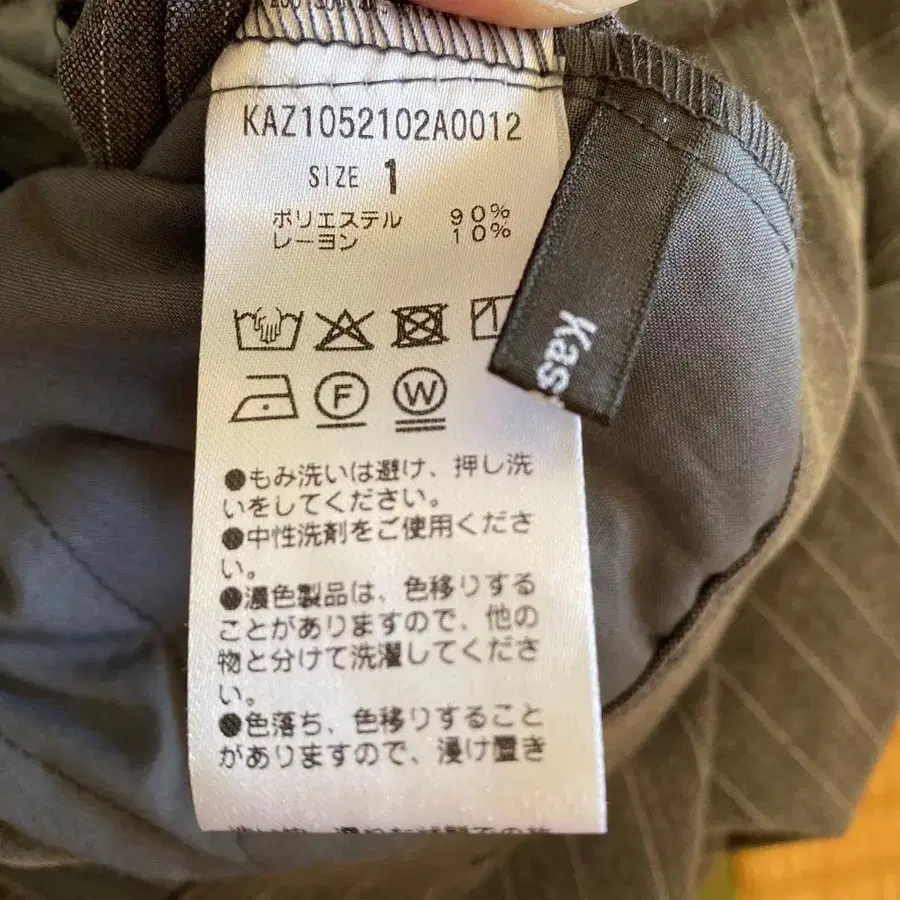 KAZ1052102A0012
SIZE 1
ポリエステル 90%
レーヨン 10%
F
W
Kas
●もみ洗いは避け、押し洗
いをしてください。
●中性洗剤をご使用くださ
い。
●濃色製品は、色移りする
ことがありますので、他の
物と分けて洗濯してくださ
い。
●色落ち、色移りすること
がありますので、浸け置き